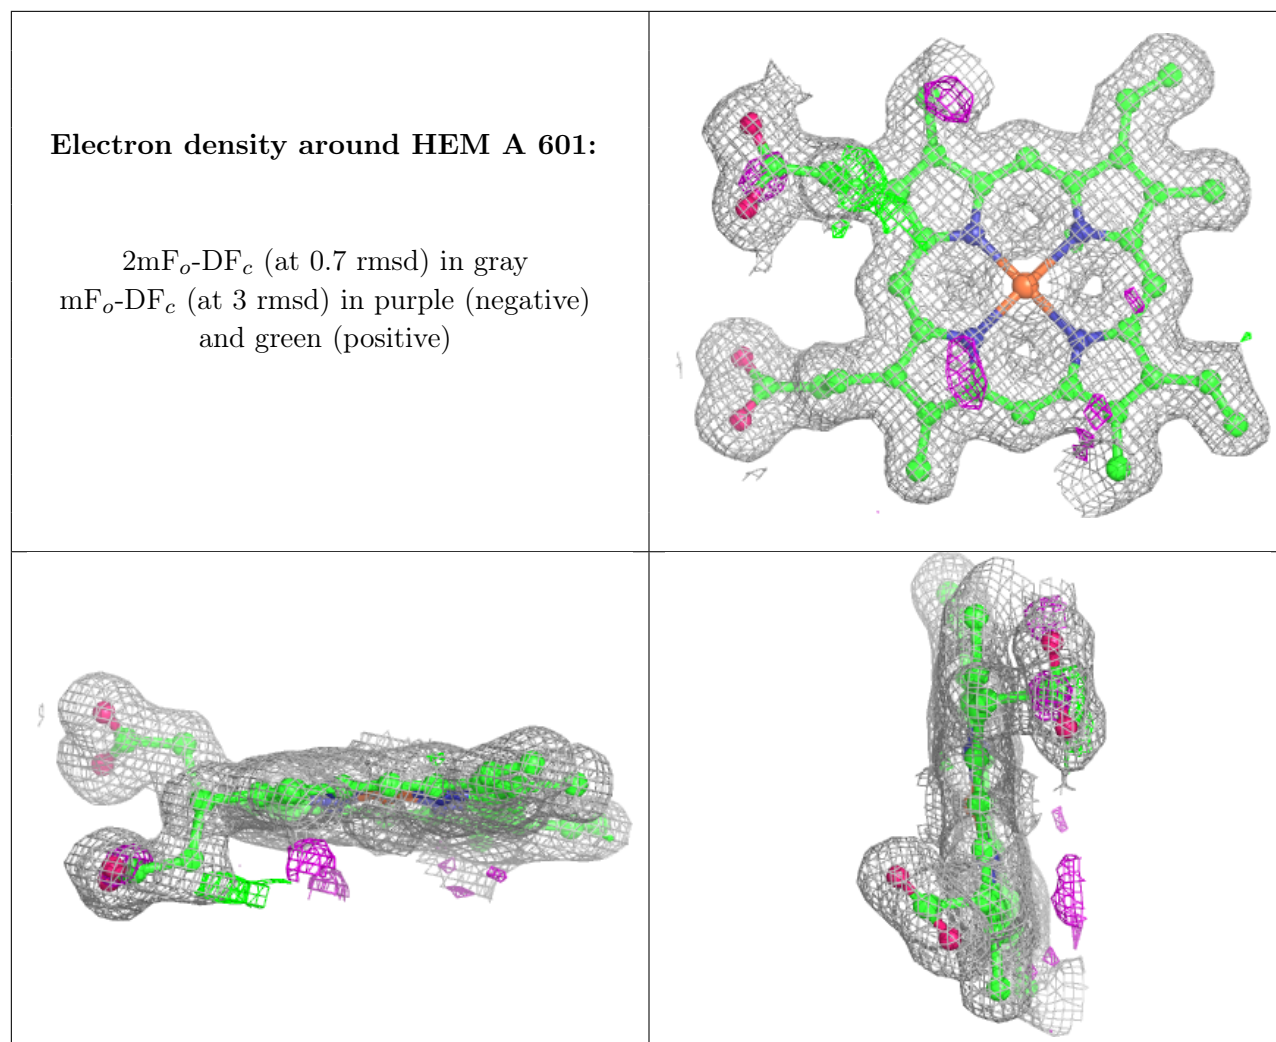 Electron density around HEM A 601:
2mFo-DFc (at 0.7 rmsd) in gray
mFo-DFc (at 3 rmsd) in purple (negative)
and green (positive)